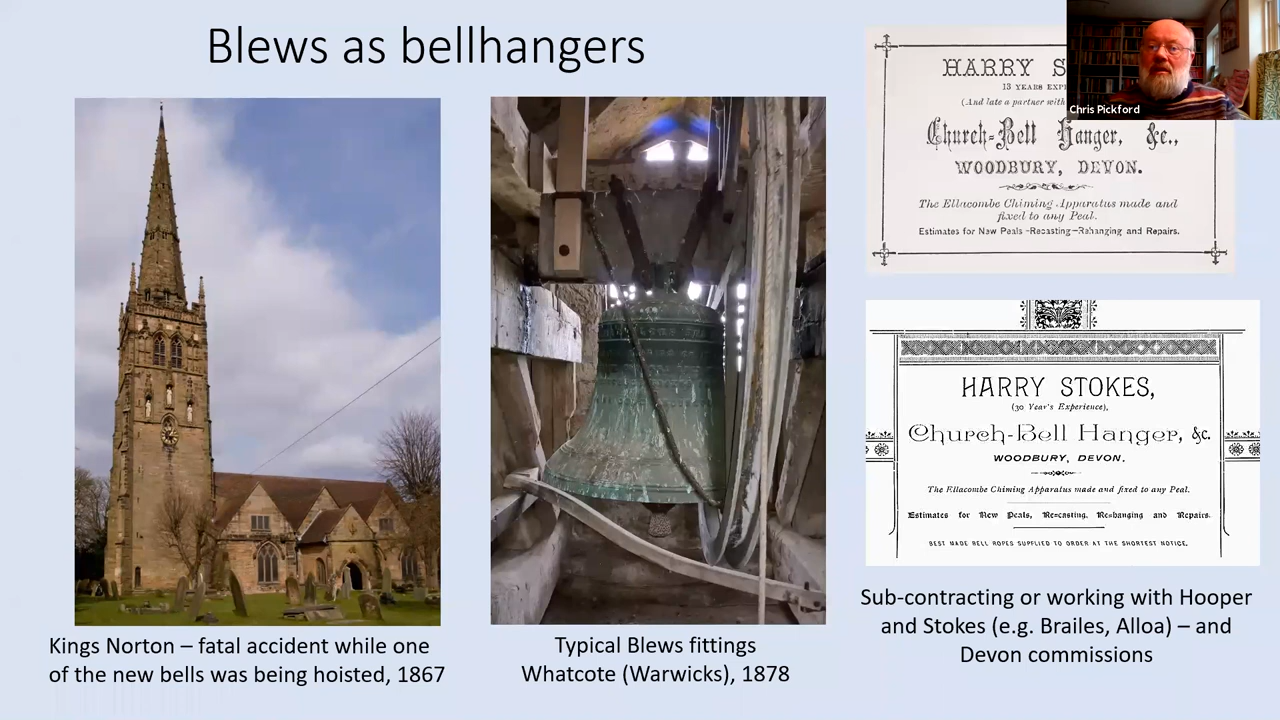 Blews as bellhangers
Kings Norton – fatal accident while one
of the new bells was being hoisted, 1867
Typical Blews fittings
Whatcote (Warwicks), 1878
HARRY S
13 YEARS EXP
(And late a partner with
Church-Bell Hanger, &c.,
WOODBURY, DEVON.
The Ellacombe Chiming Apparatus made and
fixed to any Peal.
Estimates for New Peals -Recasting-Rehanging and Repairs.
Chris Pickford
HARRY STOKES,
(30 Year's Experience),
Church-Bell Hanger, &c.
WOODBURY, DEVON.
The Ellacombe Chiming Apparatus made and fixed to any Peal.
Estimates for New Peals, Re-casting, Re-hanging and Repairs.
BEST MADE BELL ROPES SUPPLIED TO ORDER AT THE SHORTEST NOTICE.
Sub-contracting or working with Hooper
and Stokes (e.g. Brailes, Alloa) – and
Devon commissions